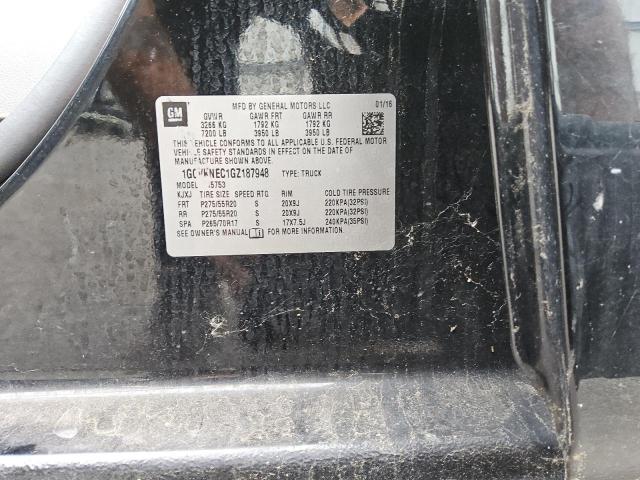 GM
MFD BY GENERAL MOTORS LLC 01/16
GVWR GAWR FRT GAWR RR
3266 KG 1792 KG 1792 KG
7200 LB 3950 LB 3950 LB
THIS VEHICLE CONFORMS TO ALL APPLICABLE U.S. FEDERAL MOTOR
VEHICLE SAFETY STANDARDS IN EFFECT ON THE DATE OF
MANUFACTURE SHOWN ABOVE.
NEC1GZ187948 TYPE: TRUCK
MODEL: 5753
KJXJ TIRE SIZE SPEED RTG RIM COLD TIRE PRESSURE
FRT P275/55R20 S 20X9J 220KPA(32PSI)
RR P275/55R20 S 20X9J 220KPA(32PSI)
SPA P265/70R17 S 17X7.5J 240KPA(35PSI)
SEE OWNER'S MANUAL FOR MORE INFORMATION.